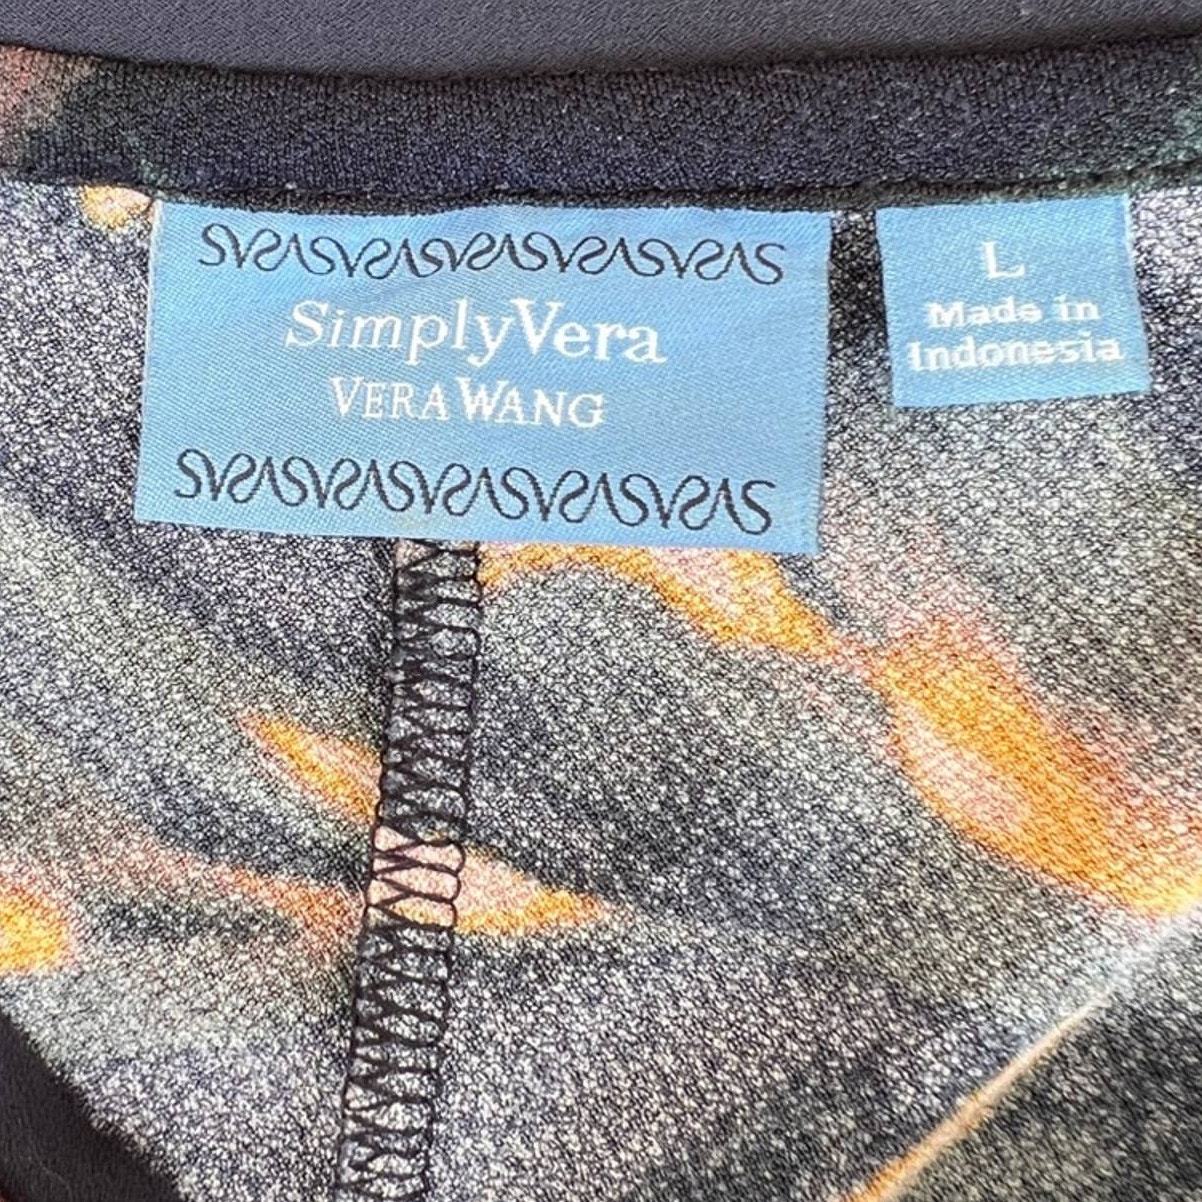 SimplyVera
VERA WANG
L
Made in
Indonesia